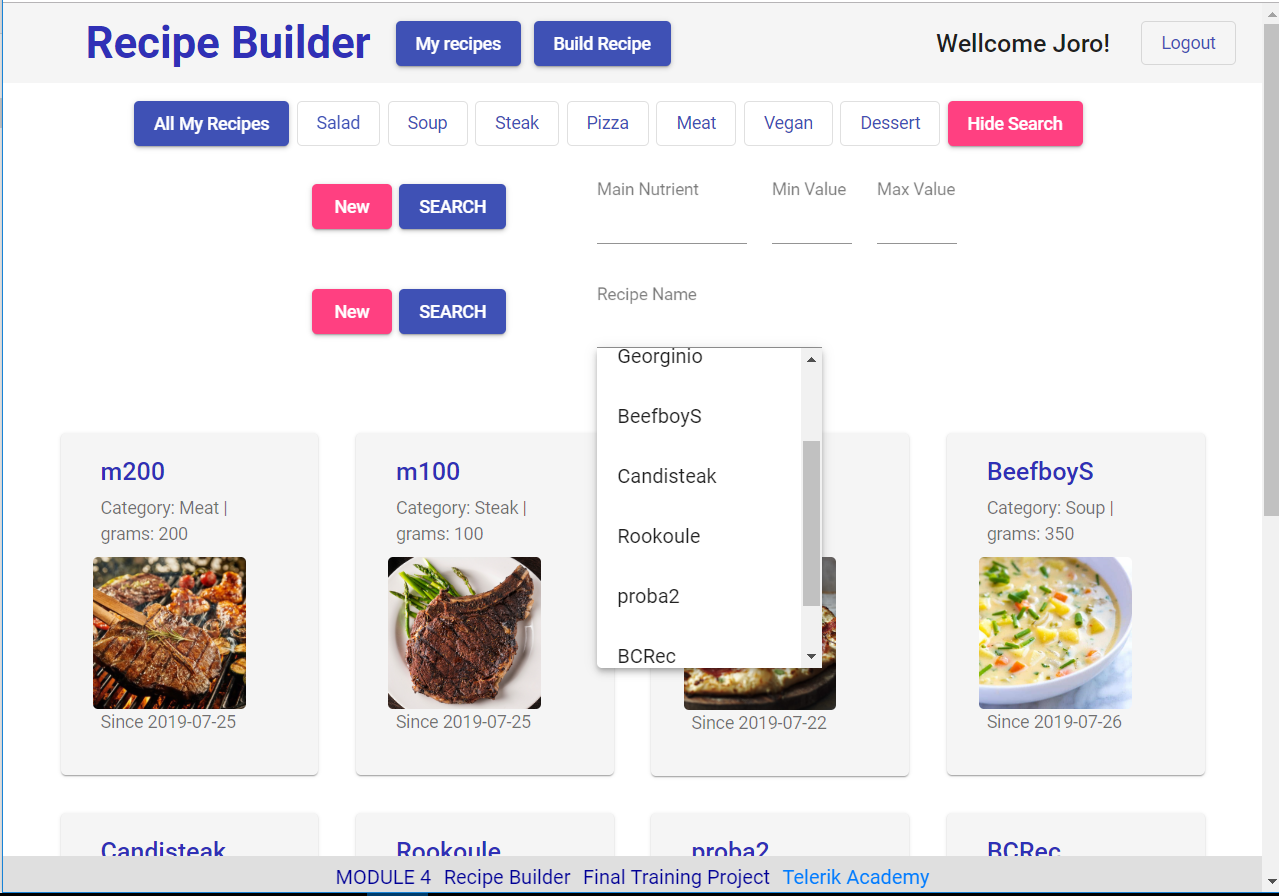 Recipe Builder My recipes Build Recipe Wellcome Joro! Logout
All My Recipes Salad Soup Steak Pizza Meat Vegan Dessert Hide Search
Main Nutrient Min Value Max Value
New SEARCH
Recipe Name
New SEARCH
Georginio
BeefboyS
Candisteak
Rookoule
proba2
BCRec
m200
Category: Meat |
grams: 200
Since 2019-07-25
m100
Category: Steak |
grams: 100
Since 2019-07-25
Since 2019-07-22
BeefboyS
Category: Soup |
grams: 350
Since 2019-07-26
Candisteak Rookoule proba2 BCRec
MODULE 4 Recipe Builder Final Training Project Telerik Academy